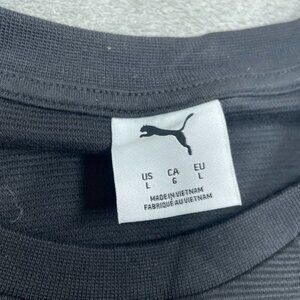 US CA EU
L G L
MADE IN VIETNAM
FABRIQUÉ AU VIETNAM